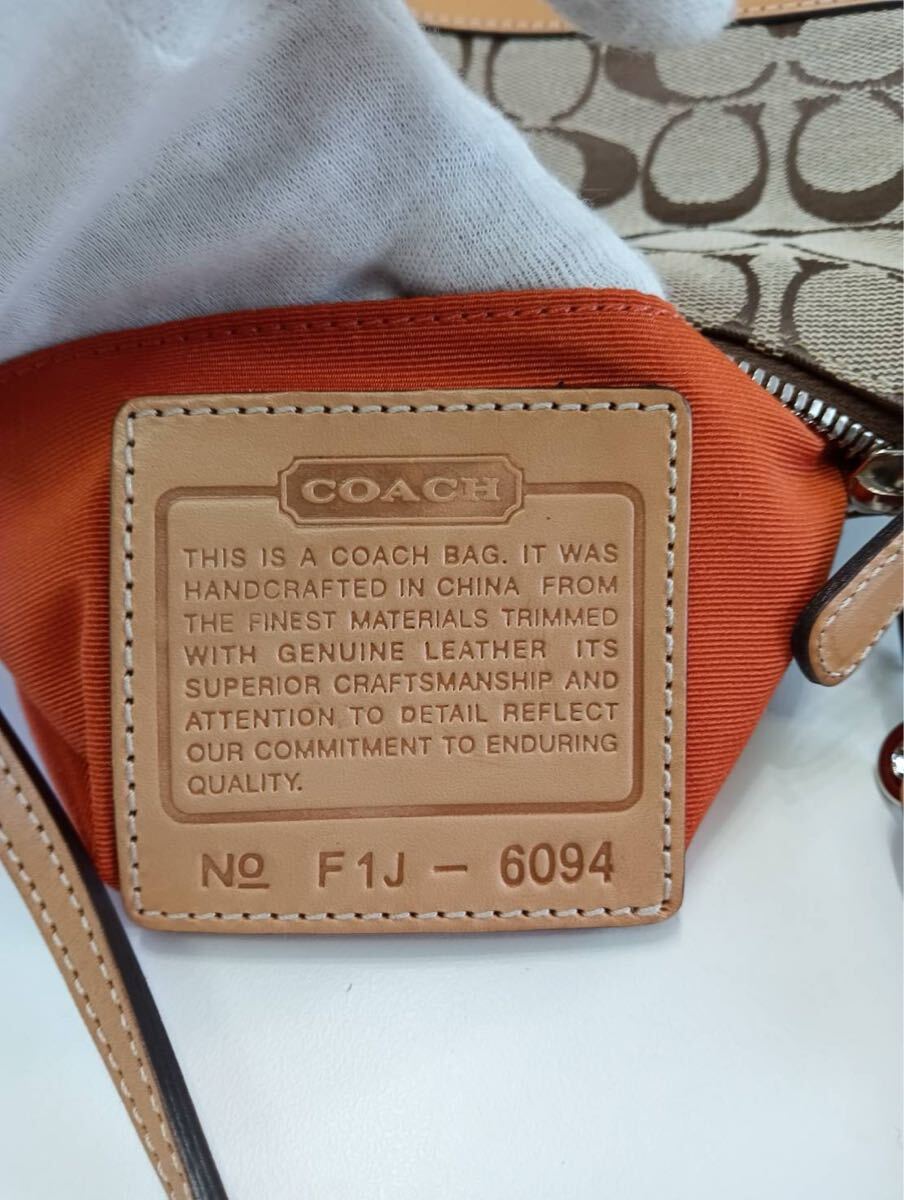 COACH
THIS IS A COACH BAG. IT WAS
HANDCRAFTED IN CHINA FROM
THE FINEST MATERIALS TRIMMED
WITH GENUINE LEATHER ITS
SUPERIOR CRAFTSMANSHIP AND
ATTENTION TO DETAIL REFLECT
OUR COMMITMENT TO ENDURING
QUALITY.
No F1J - 6094